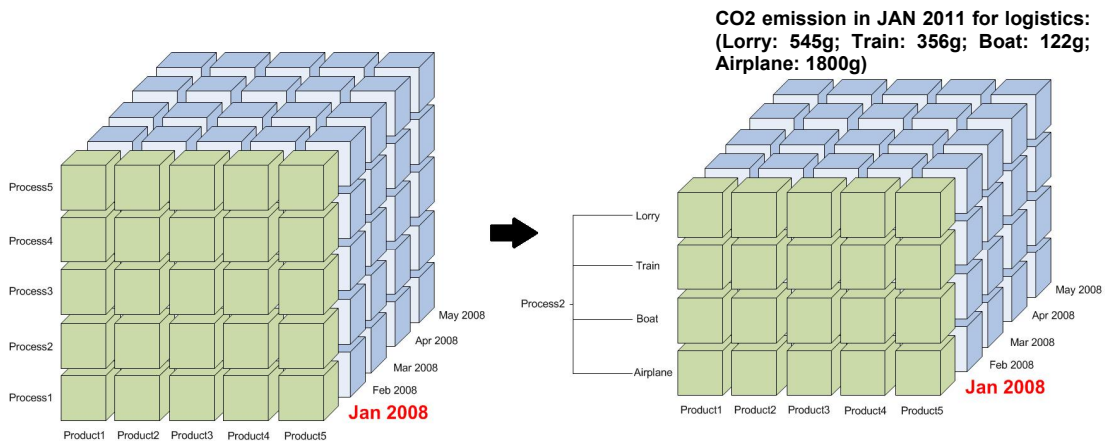 CO2 emission in JAN 2011 for logistics:
(Lorry: 545g; Train: 356g; Boat: 122g;
Airplane: 1800g)
Process5
Process4
Process3
Process2
Process1
Product1 Product2 Product3 Product4 Product5
Jan 2008
Feb 2008
Mar 2008
Apr 2008
May 2008
Process2
Lorry
Train
Boat
Airplane
Product1 Product2 Product3 Product4 Product5
Jan 2008
Feb 2008
Mar 2008
Apr 2008
May 2008